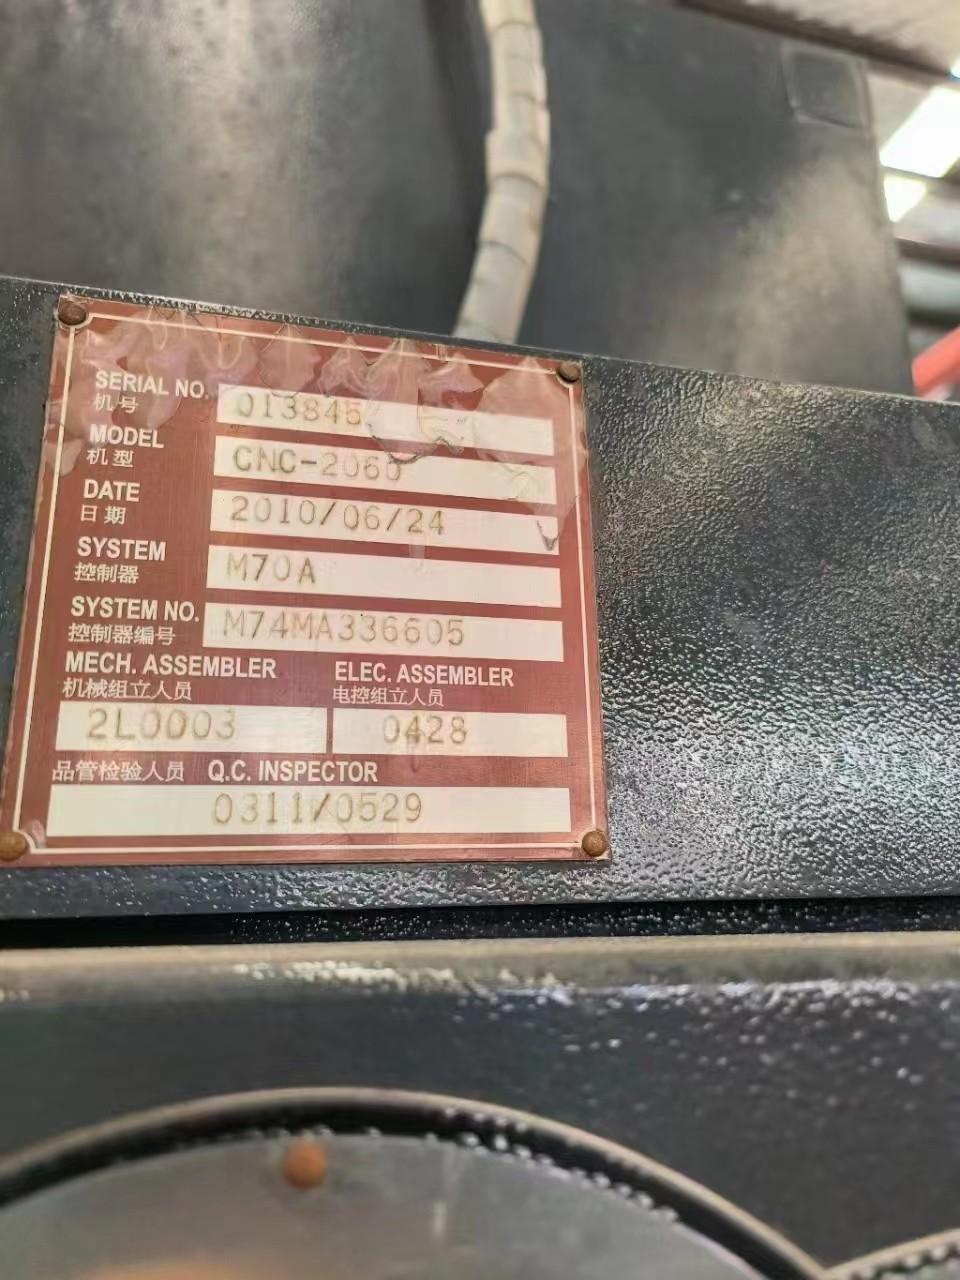 SERIAL NO. 013845
机号
MODEL CNC-2060
机型
DATE 2010/06/24
日期
SYSTEM M70A
控制器
SYSTEM NO. M74MA336605
控制器编号
MECH. ASSEMBLER ELEC. ASSEMBLER
机械组立人员 电控组立人员
2L0003 0428
品管检验人员 Q.C. INSPECTOR
0311/0529